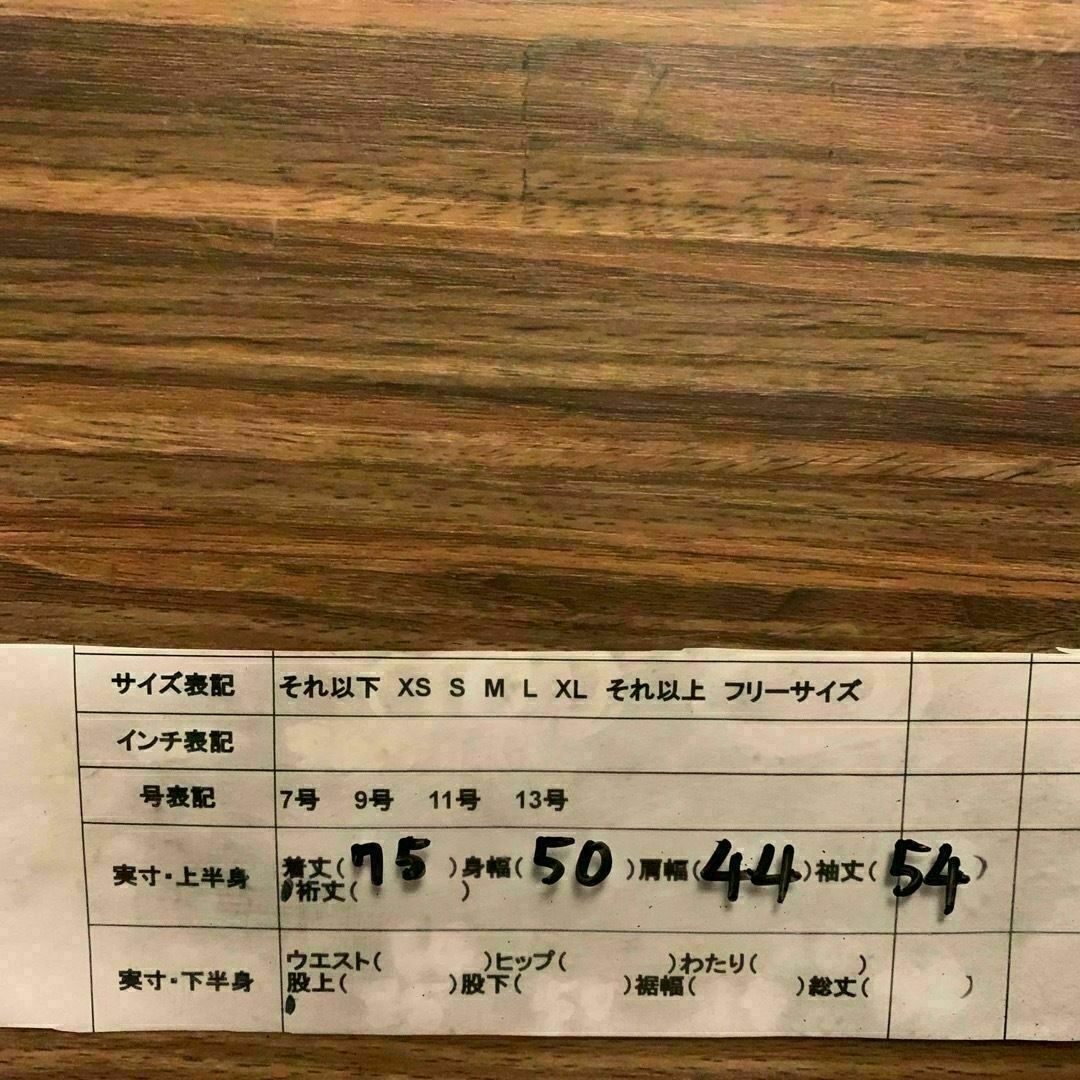 サイズ表記 それ以下 XS S M L XL それ以上 フリーサイズ
インチ表記
号表記 7号 9号 11号 13号
実寸・上半身 着丈(75)身幅(50)肩幅(44)袖丈(54)
裄丈( )
実寸・下半身 ウエスト( )ヒップ( )わたり( )
股上( )股下( )裾幅( )総丈( )